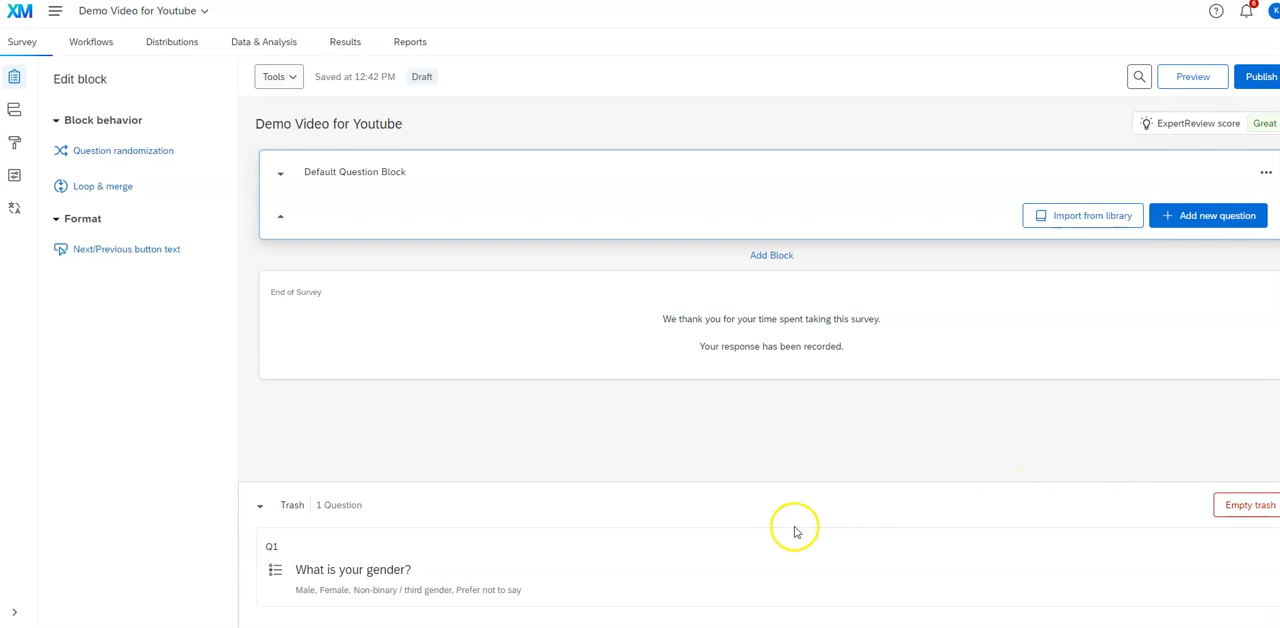 XM
Demo Video for Youtube
6
K
Survey
Workflows
Distributions
Data & Analysis
Results
Reports
Edit block
Tools
Saved at 12:42 PM
Draft
Preview
Publish
Block behavior
Question randomization
Loop & merge
Format
Next/Previous button text
Demo Video for Youtube
ExpertReview score
Great
Default Question Block
Import from library
Add new question
Add Block
End of Survey
We thank you for your time spent taking this survey.
Your response has been recorded.
Trash
1 Question
Empty trash
Q1
What is your gender?
Male, Female, Non-binary / third gender, Prefer not to say